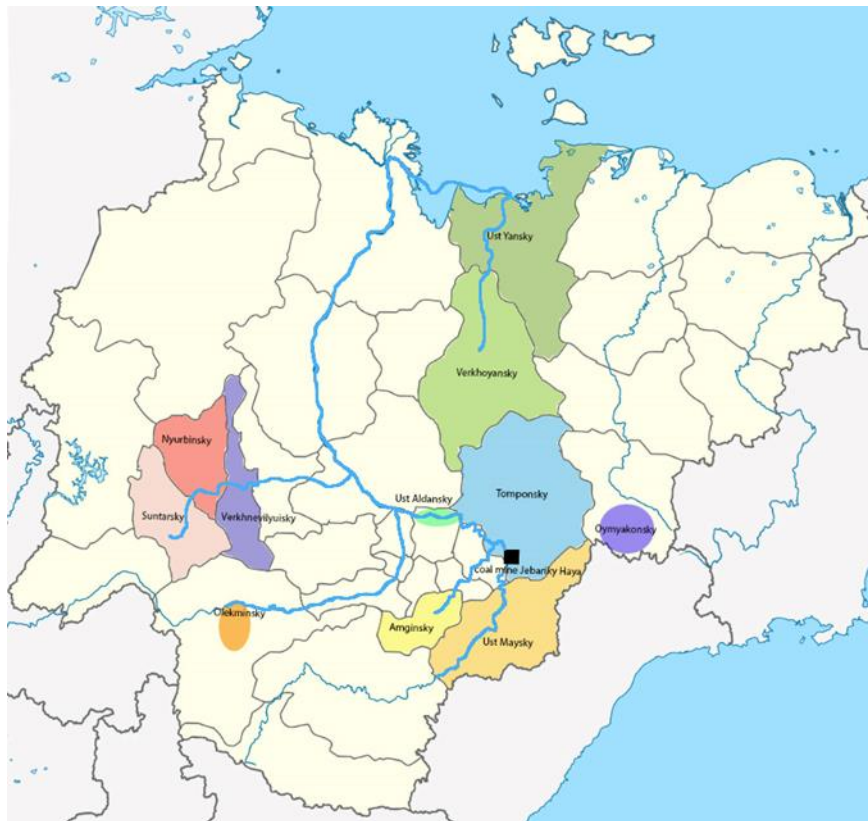 Ust Yansky
Verkhoyansky
Nyurbinsky
Ust Aldansky
Tomponsky
Suntarsky
Verkhnevilyuisky
Oymyakonsky
coal mine Jebariky Haya
Olekminsky
Amginsky
Ust Maysky